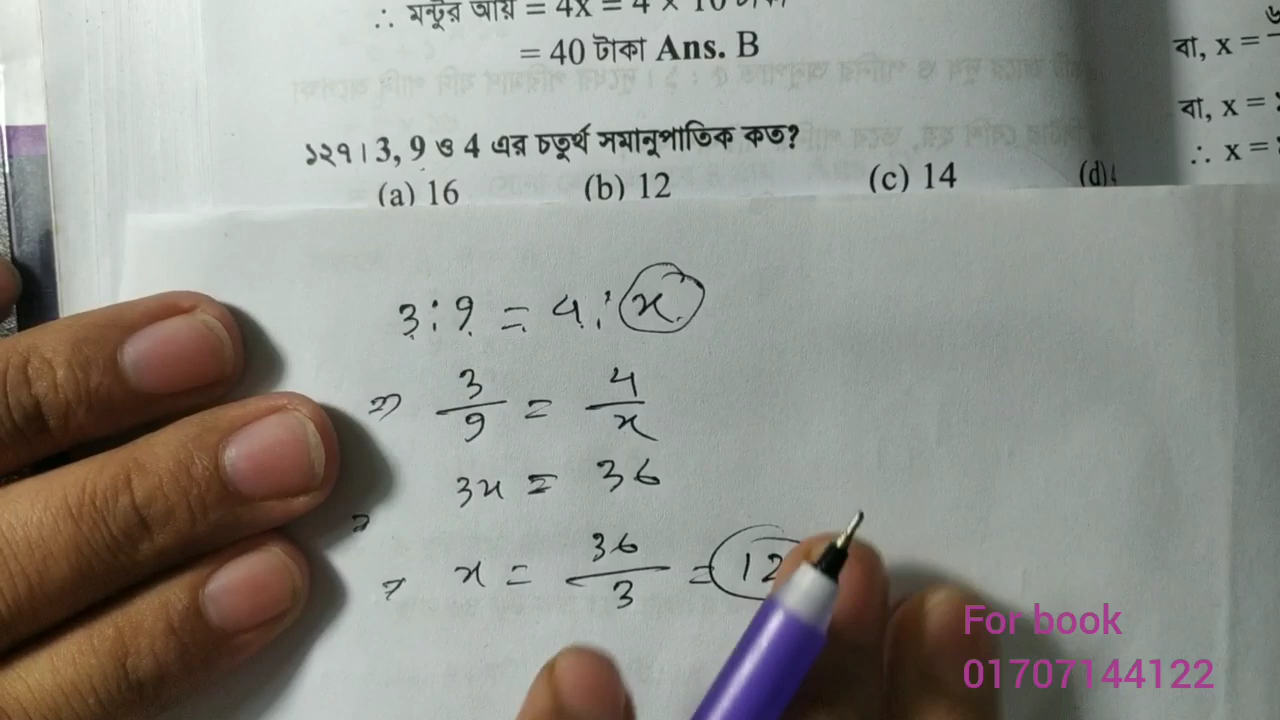 ∴ মন্টুর আয় = 4x = 4 × 10 টাকা
= 40 টাকা Ans. B
১২৭। 3, 9 ও 4 এর চতুর্থ সমানুপাতিক কত?
(a) 16 (b) 12 (c) 14 (d)
বা, x =
বা, x =
∴ x =
3 : 9 = 4 : x
⇒ 3/9 = 4/x
⇒ 3x = 36
⇒ x = 36/3 = 12
For book
01707144122